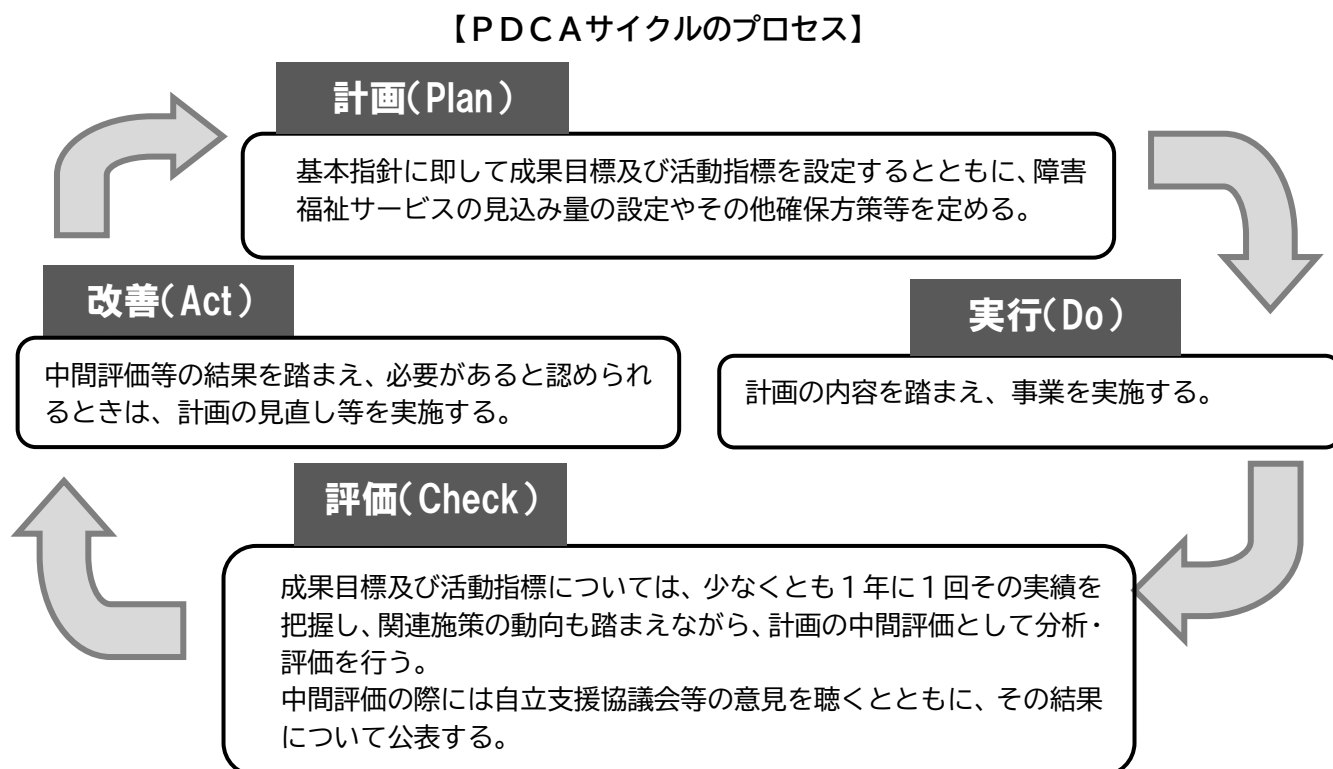 【ＰＤＣＡサイクルのプロセス】
計画(Plan)
基本指針に即して成果目標及び活動指標を設定するとともに、障害
福祉サービスの見込み量の設定やその他確保方策等を定める。
改善(Act)
中間評価等の結果を踏まえ、必要があると認められ
るときは、計画の見直し等を実施する。
実行(Do)
計画の内容を踏まえ、事業を実施する。
評価(Check)
成果目標及び活動指標については、少なくとも１年に１回その実績を
把握し、関連施策の動向も踏まえながら、計画の中間評価として分析・
評価を行う。
中間評価の際には自立支援協議会等の意見を聴くとともに、その結果
について公表する。